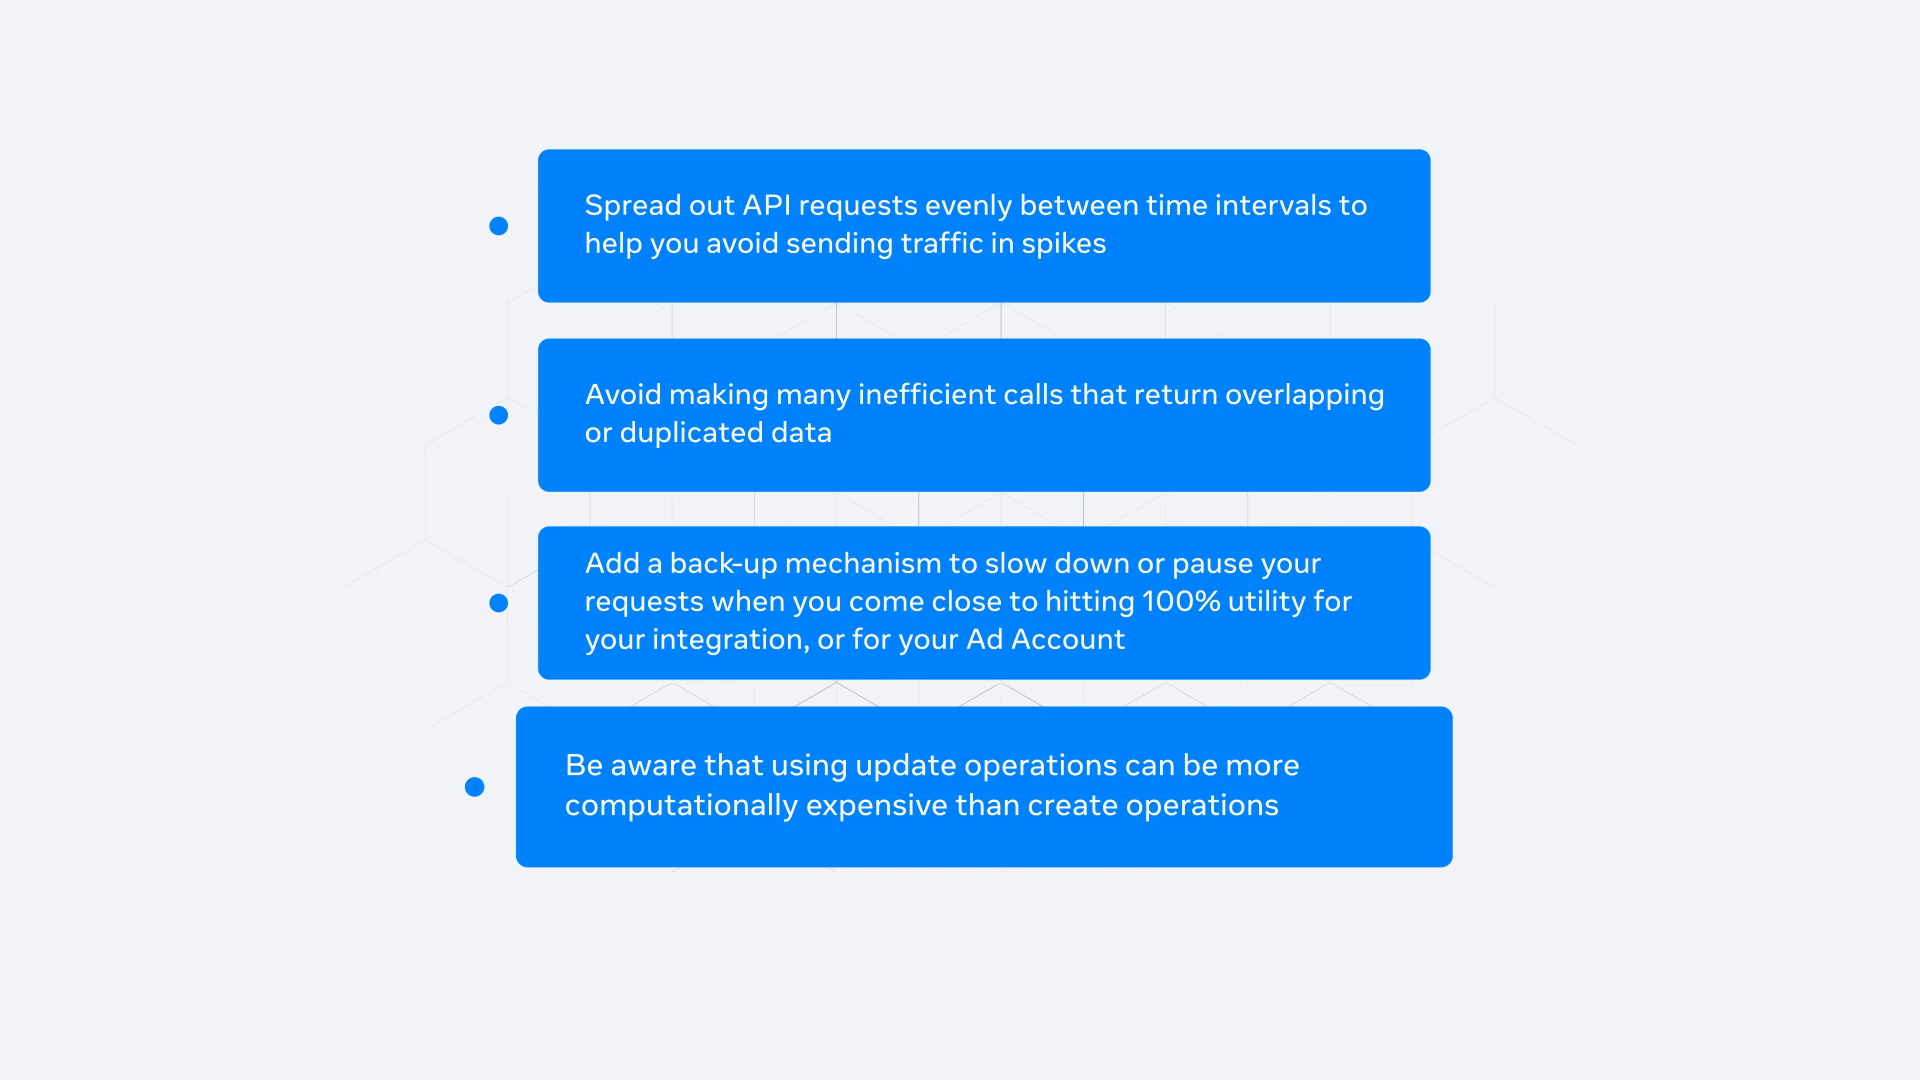 Spread out API requests evenly between time intervals to
help you avoid sending traffic in spikes
Avoid making many inefficient calls that return overlapping
or duplicated data
Add a back-up mechanism to slow down or pause your
requests when you come close to hitting 100% utility for
your integration, or for your Ad Account
Be aware that using update operations can be more
computationally expensive than create operations